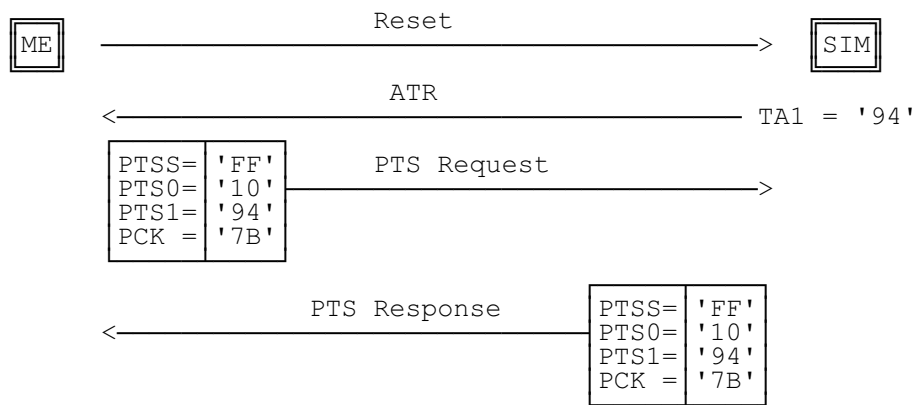 Reset
ME
SIM
ATR
TA1 = '94'
PTSS= 'FF'
PTS Request
PTS0= '10'
PTS1= '94'
PCK = '7B'
PTS Response
PTSS= 'FF'
PTS0= '10'
PTS1= '94'
PCK = '7B'